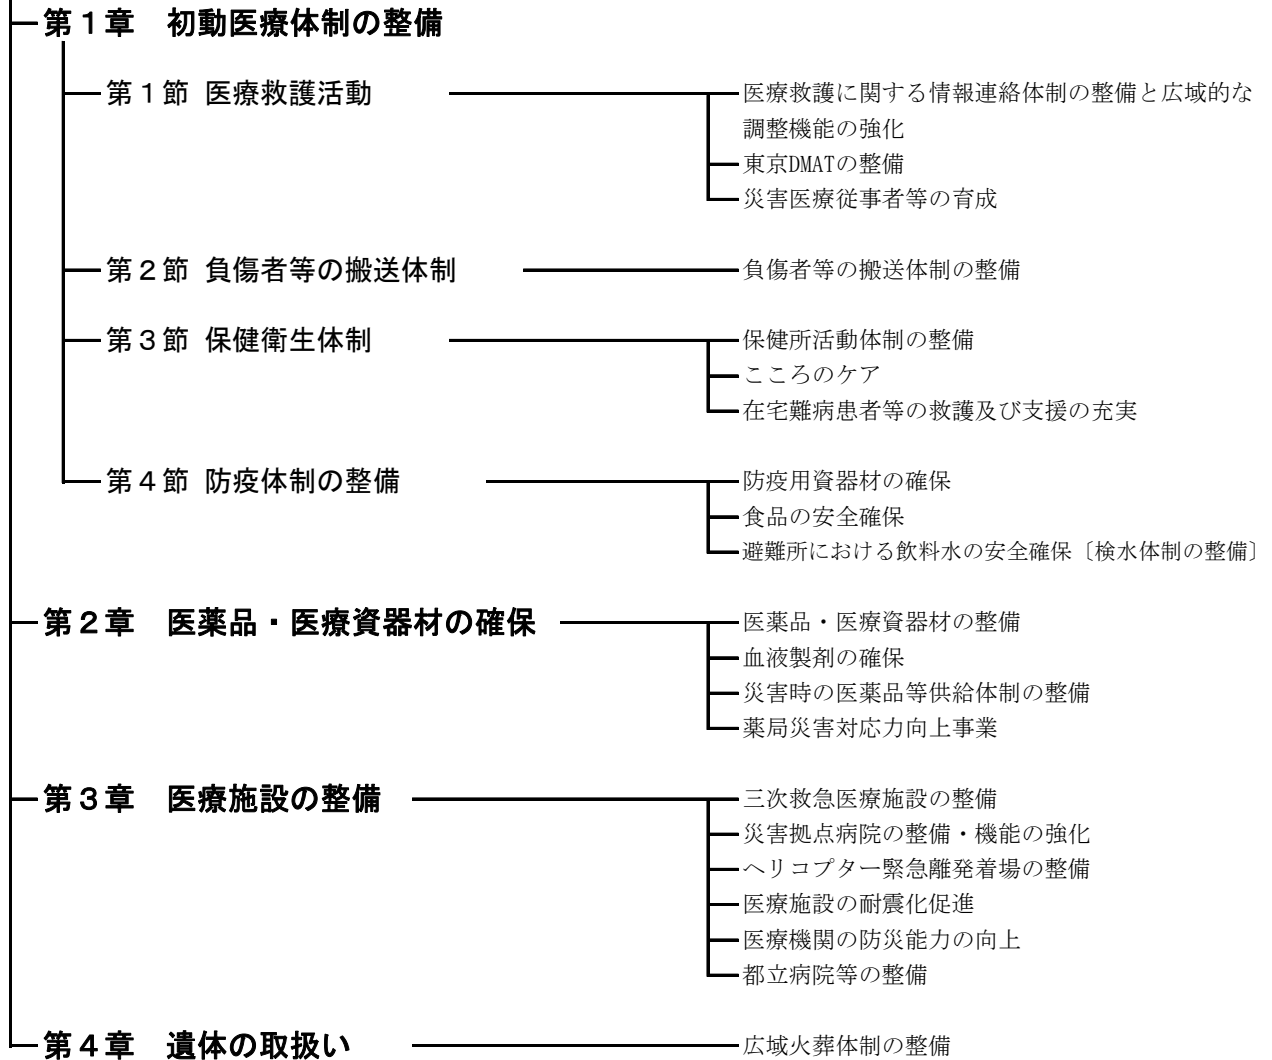 第１章　初動医療体制の整備
第１節 医療救護活動
医療救護に関する情報連絡体制の整備と広域的な
調整機能の強化
東京DMATの整備
災害医療従事者等の育成
第２節 負傷者等の搬送体制
負傷者等の搬送体制の整備
第３節 保健衛生体制
保健所活動体制の整備
こころのケア
在宅難病患者等の救護及び支援の充実
第４節 防疫体制の整備
防疫用資器材の確保
食品の安全確保
避難所における飲料水の安全確保〔検水体制の整備〕
第２章　医薬品・医療資器材の確保
医薬品・医療資器材の整備
血液製剤の確保
災害時の医薬品等供給体制の整備
薬局災害対応力向上事業
第３章　医療施設の整備
三次救急医療施設の整備
災害拠点病院の整備・機能の強化
ヘリコプター緊急離発着場の整備
医療施設の耐震化促進
医療機関の防災能力の向上
都立病院等の整備
第４章　遺体の取扱い
広域火葬体制の整備